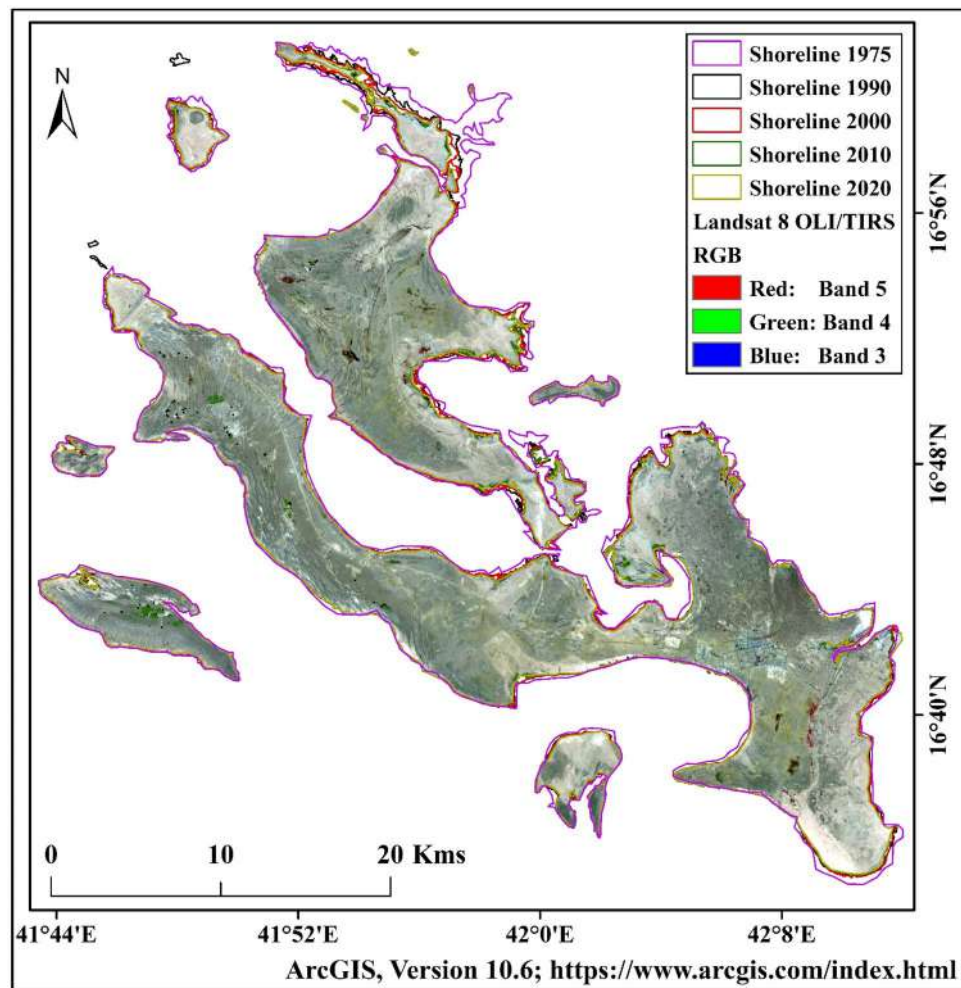 N
Shoreline 1975
Shoreline 1990
Shoreline 2000
Shoreline 2010
Shoreline 2020
Landsat 8 OLI/TIRS
RGB
Red: Band 5
Green: Band 4
Blue: Band 3
16°56'N
16°48'N
16°40'N
0 10 20 Kms
41°44'E 41°52'E 42°0'E 42°8'E
ArcGIS, Version 10.6; https://www.arcgis.com/index.html